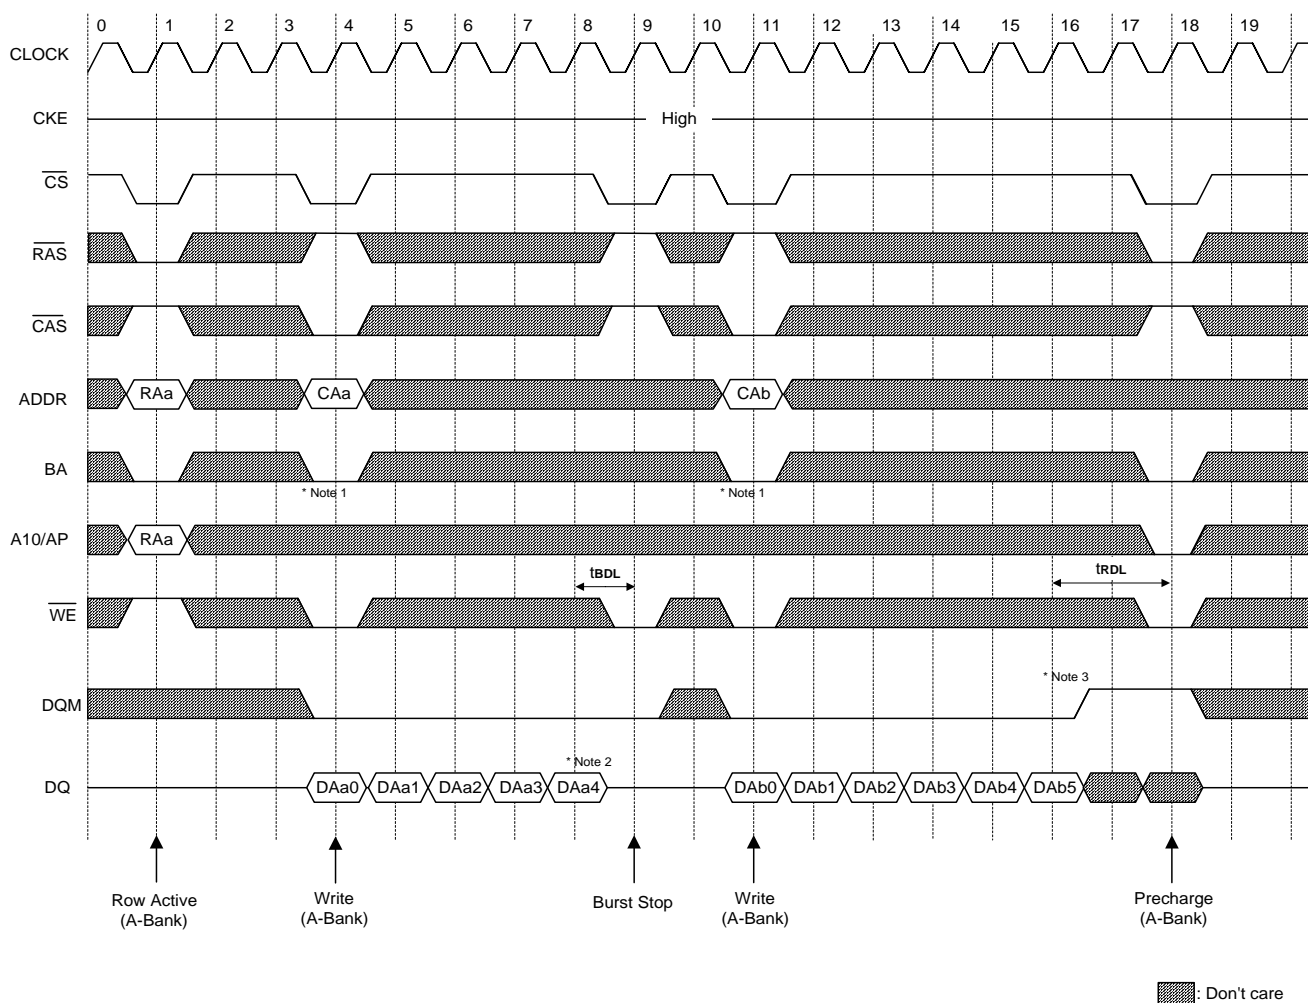 0 1 2 3 4 5 6 7 8 9 10 11 12 13 14 15 16 17 18 19
CLOCK
CKE High
CS
RAS
CAS
ADDR RAa CAa CAb
BA
* Note 1 * Note 1
A10/AP RAa
tBDL tRDL
WE
* Note 3
DQM
* Note 2
DQ DAa0 DAa1 DAa2 DAa3 DAa4 DAb0 DAb1 DAb2 DAb3 DAb4 DAb5
Row Active Write Burst Stop Write Precharge
(A-Bank) (A-Bank) (A-Bank) (A-Bank)
: Don't care